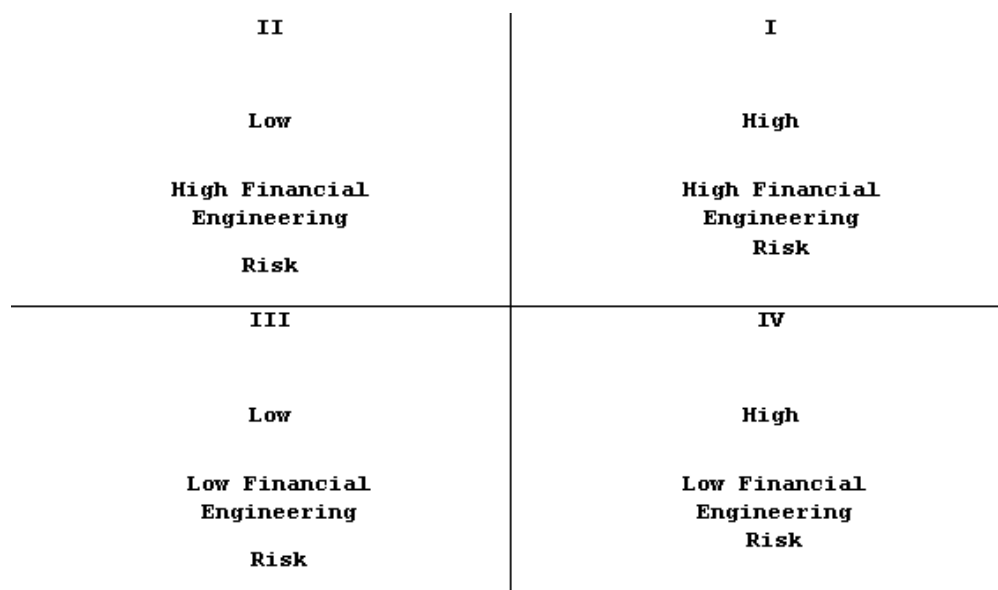 II
Low
High Financial
Engineering
Risk
I
High
High Financial
Engineering
Risk
III
Low
Low Financial
Engineering
Risk
IV
High
Low Financial
Engineering
Risk